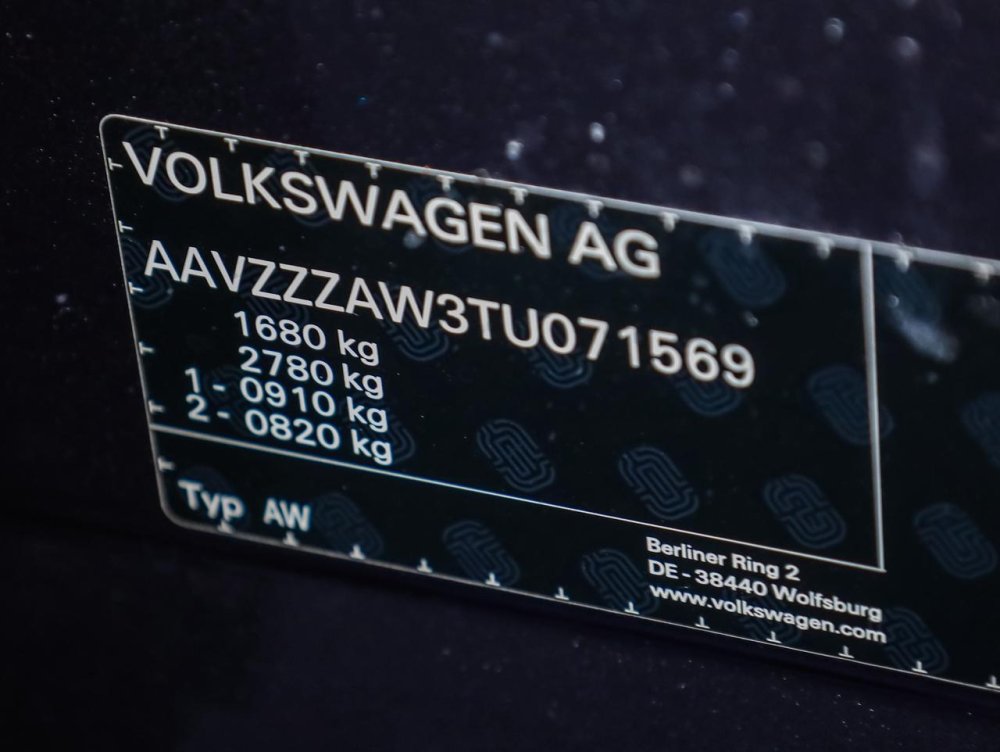 VOLKSWAGEN AG
AAVZZZAW3TU071569
1680 kg
2780 kg
1 - 0910 kg
2 - 0820 kg
Typ AW
Berliner Ring 2
DE - 38440 Wolfsburg
www.volkswagen.com